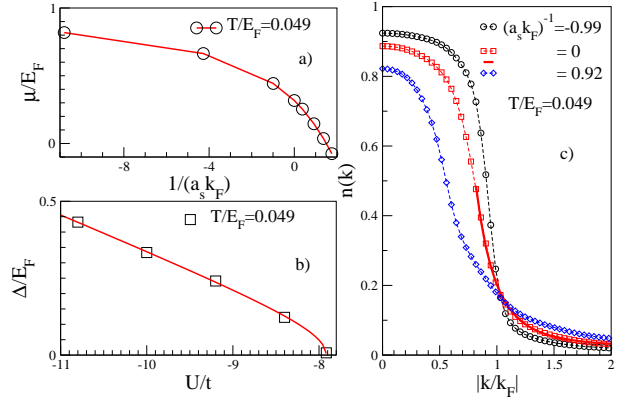 T/E_F=0.049
a)
μ/E_F
1
0
-8
-4
0
1/(a_s k_F)
T/E_F=0.049
b)
Δ/E_F
0.5
0
-11
-10
-9
-8
U/t
(a_s k_F)^-1=-0.99
= 0
= 0.92
T/E_F=0.049
c)
n(k)
1
0.8
0.6
0.4
0.2
0
0
0.5
1
1.5
2
|k/k_F|